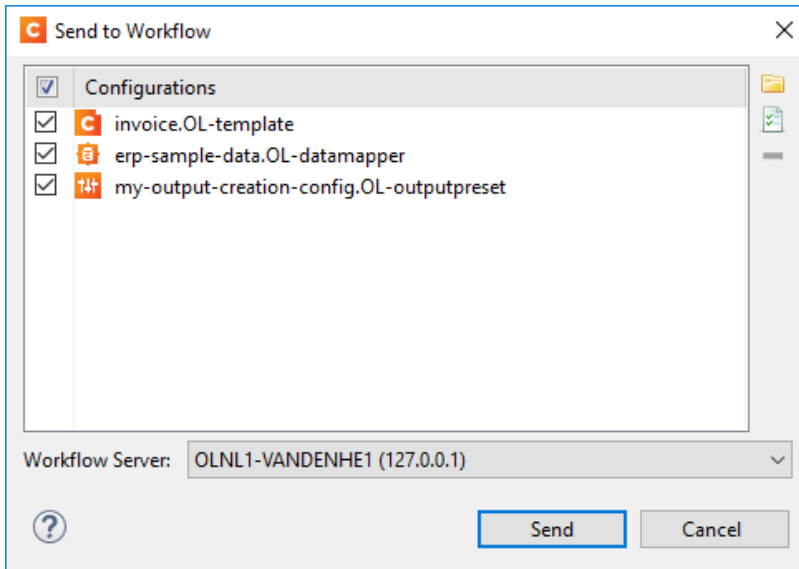 Send to Workflow
Configurations
invoice.OL-template
erp-sample-data.OL-datamapper
my-output-creation-config.OL-outputpreset
Workflow Server: OLNL1-VANDENHE1 (127.0.0.1)
Send Cancel